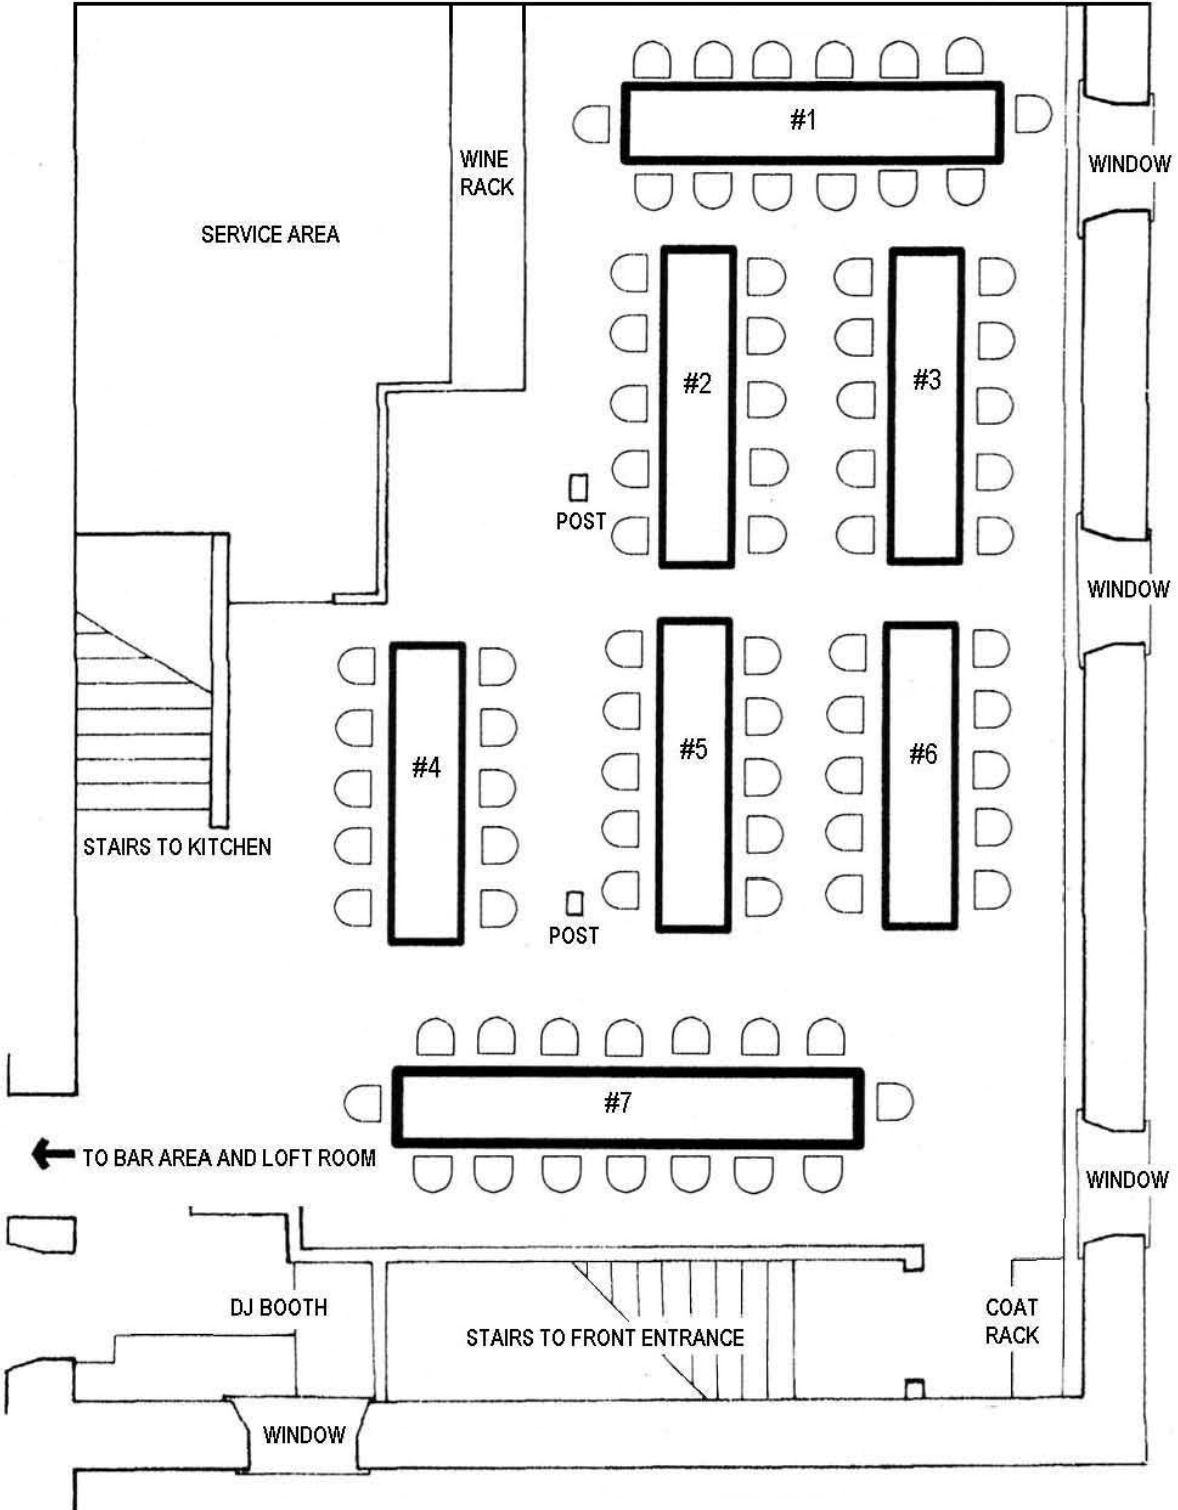 #1
WINE
RACK
WINDOW
SERVICE AREA
#2
#3
POST
WINDOW
#4
#5
#6
STAIRS TO KITCHEN
POST
#7
TO BAR AREA AND LOFT ROOM
WINDOW
DJ BOOTH
STAIRS TO FRONT ENTRANCE
COAT
RACK
WINDOW